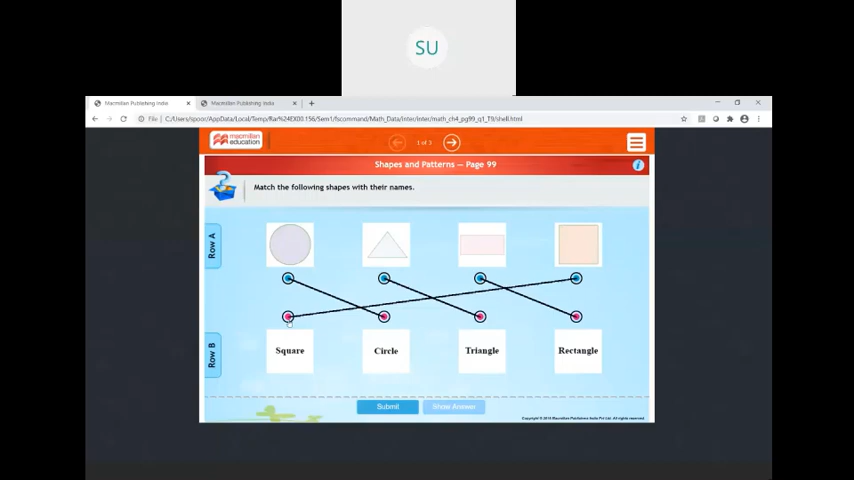 SU
Macmillan Publishing India
Macmillan Publishing India
File
C:/Users/spoor/AppData/Local/Temp/Rar$EX00.156/Sem1/fscommand/Math_Data/inter/inter/math_ch4_pg99_q1_T9/shell.html
macmillan
education
1 of 3
Shapes and Patterns — Page 99
Match the following shapes with their names.
Row A
Row B
Square
Circle
Triangle
Rectangle
Submit
Show Answer